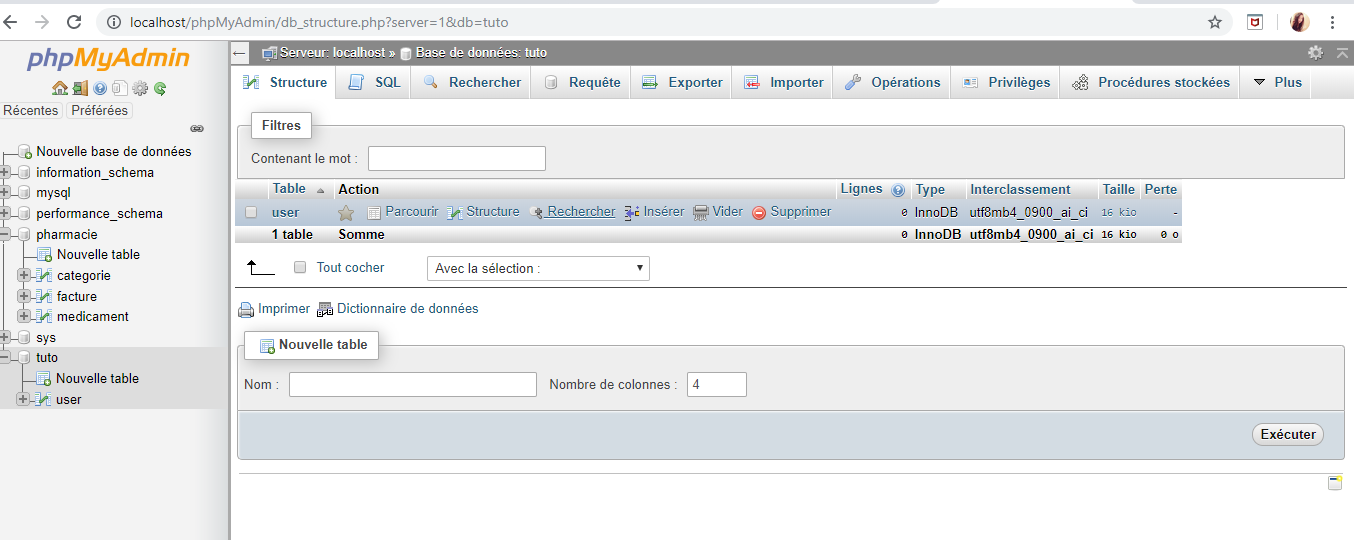 localhost/phpMyAdmin/db_structure.php?server=1&db=tuto
phpMyAdmin
Récentes Préférées
Nouvelle base de données
information_schema
mysql
performance_schema
pharmacie
Nouvelle table
categorie
facture
medicament
sys
tuto
Nouvelle table
user
Serveur: localhost » Base de données: tuto
Structure SQL Rechercher Requête Exporter Importer Opérations Privilèges Procédures stockées Plus
Filtres
Contenant le mot :
Table Action Lignes Type Interclassement Taille Perte
user Parcourir Structure Rechercher Insérer Vider Supprimer 0 InnoDB utf8mb4_0900_ai_ci 16 kio -
1 table Somme 0 InnoDB utf8mb4_0900_ai_ci 16 kio 0 o
Tout cocher Avec la sélection :
Imprimer Dictionnaire de données
Nouvelle table
Nom : Nombre de colonnes : 4
Exécuter